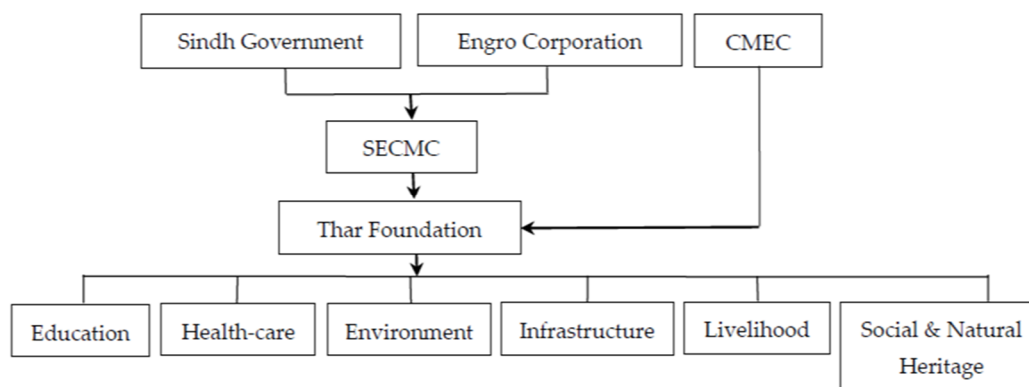 Sindh Government
Engro Corporation
CMEC
SECMC
Thar Foundation
Education
Health-care
Environment
Infrastructure
Livelihood
Social & Natural
Heritage